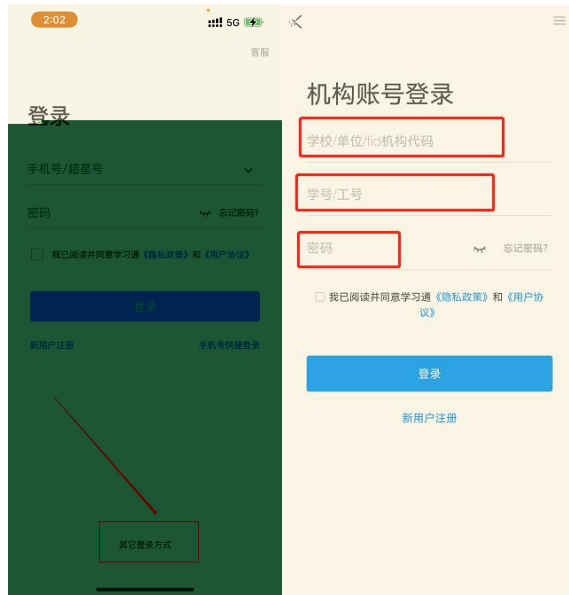 2:02
5G
客服
登录
手机号/超星号
密码
忘记密码?
我已阅读并同意学习通《隐私政策》和《用户协议》
登录
新用户注册
手机号快捷登录
其它登录方式
机构账号登录
学校/单位/fid机构代码
学号/工号
密码
忘记密码?
我已阅读并同意学习通《隐私政策》和《用户协
议》
登录
新用户注册